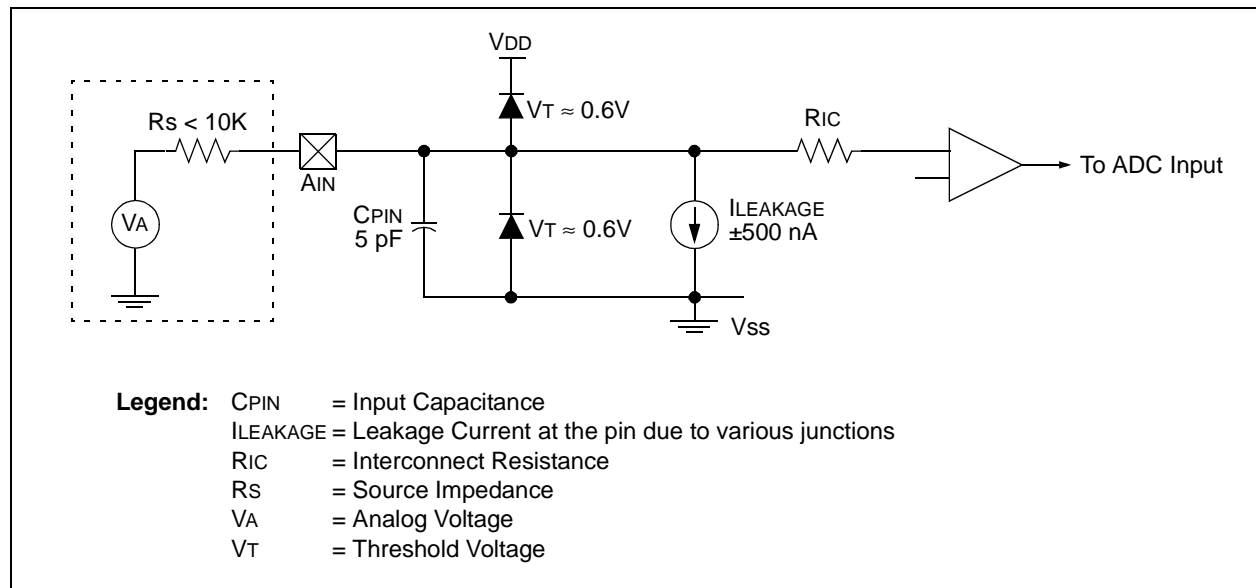 VDD
RS < 10K
VT ≈ 0.6V
RIC
AIN
To ADC Input
VA
CPIN
5 pF
VT ≈ 0.6V
ILEAKAGE
±500 nA
VSS
Legend: CPIN = Input Capacitance
ILEAKAGE = Leakage Current at the pin due to various junctions
RIC = Interconnect Resistance
RS = Source Impedance
VA = Analog Voltage
VT = Threshold Voltage